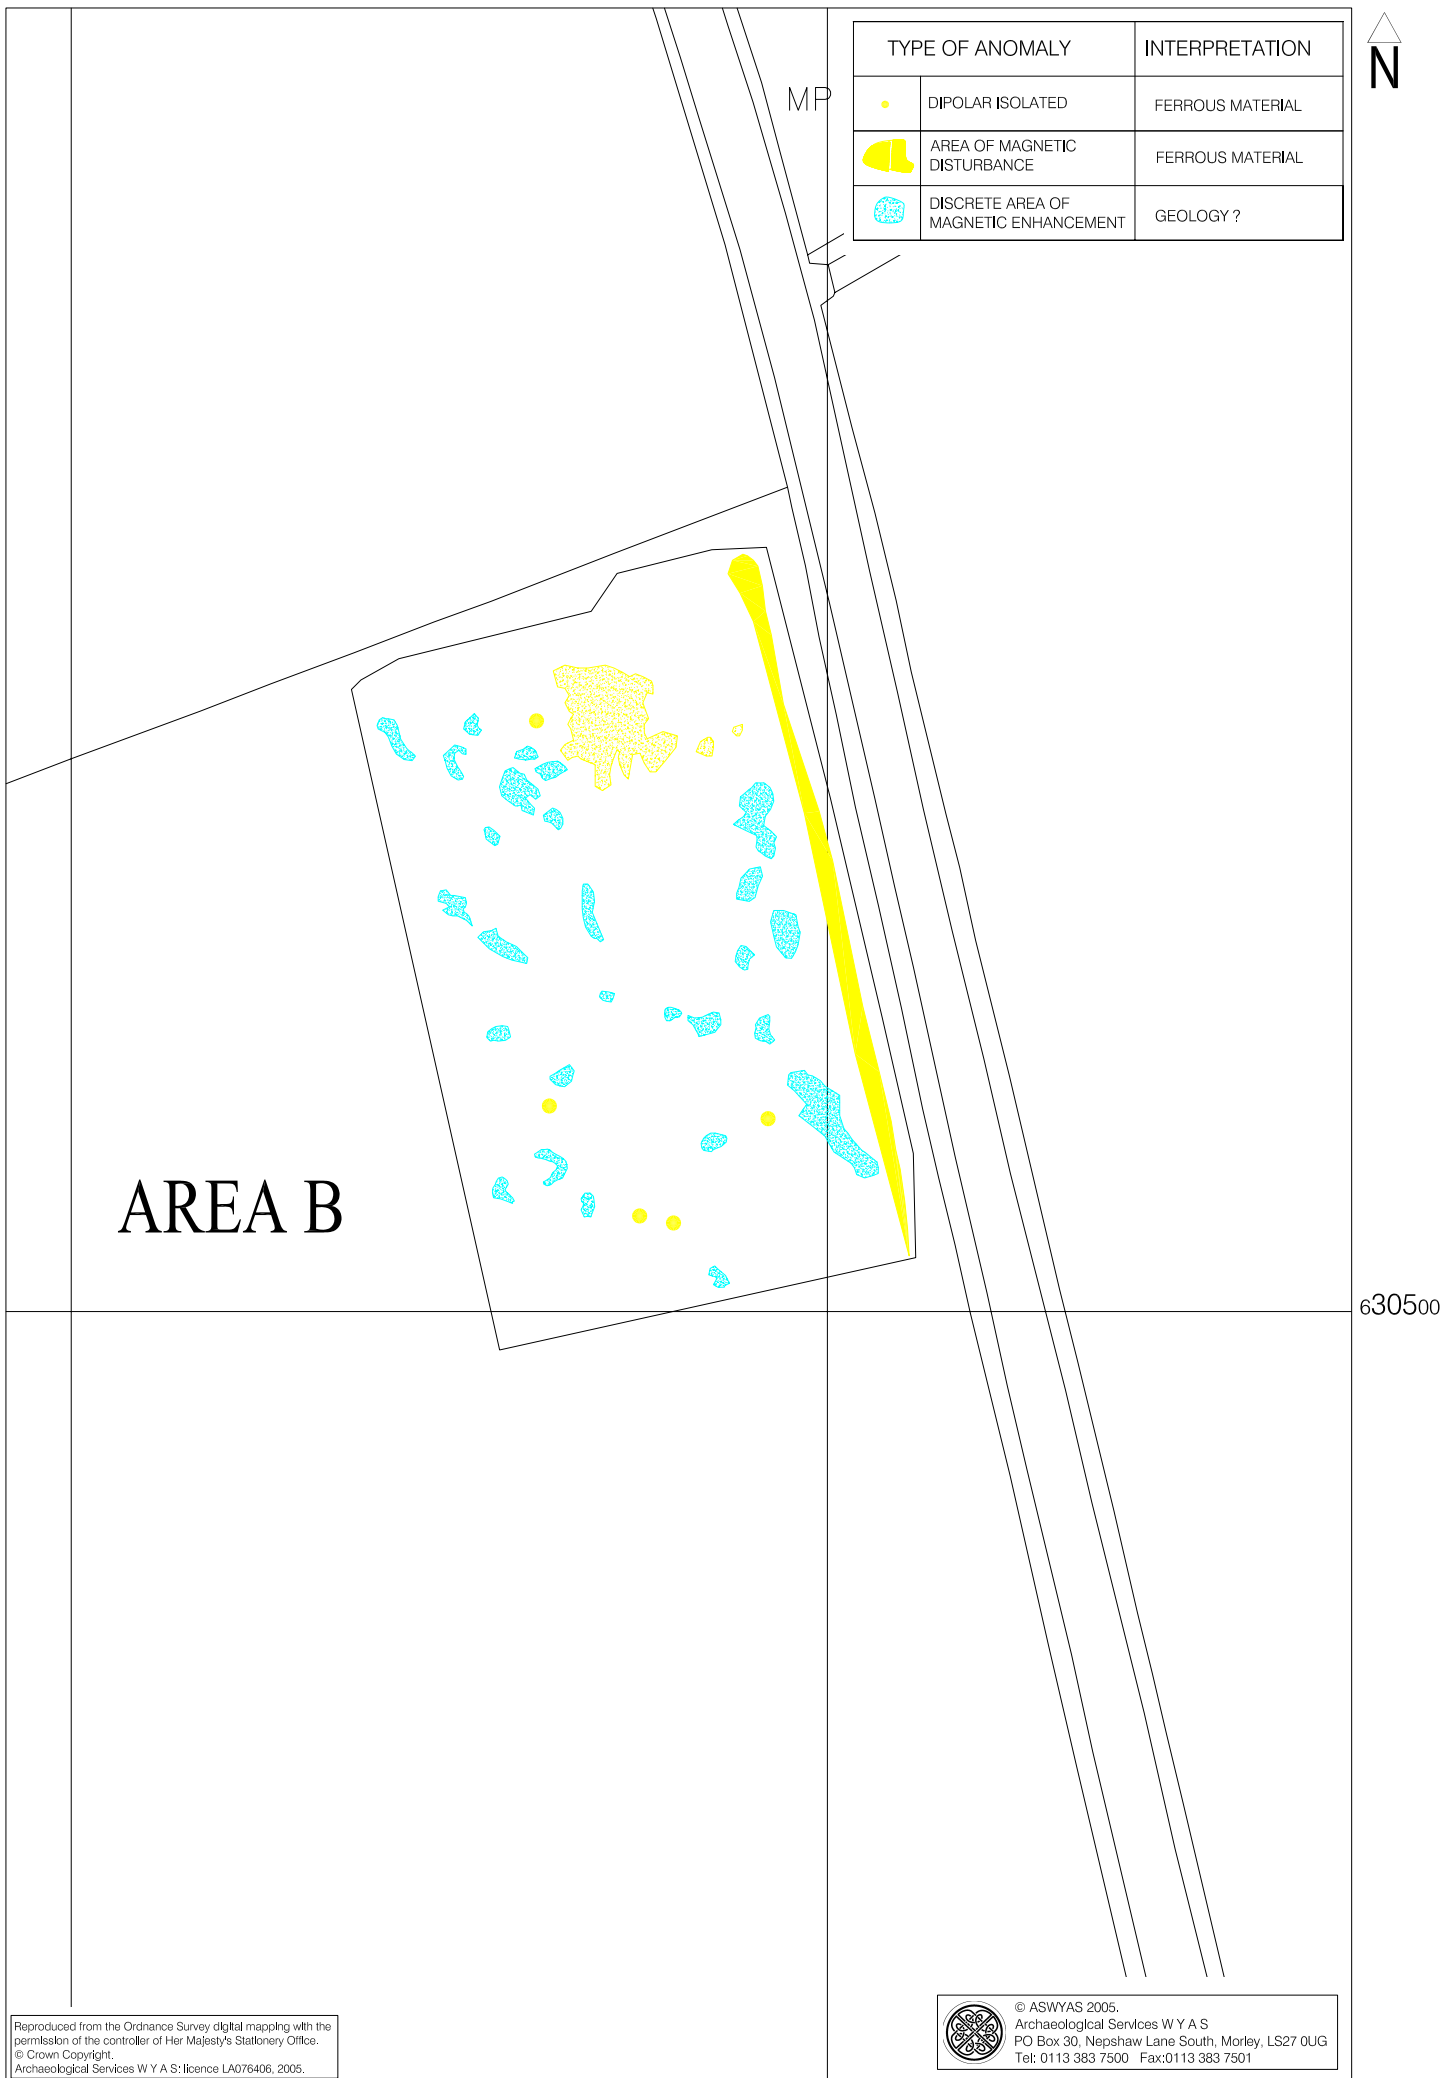 TYPE OF ANOMALY INTERPRETATION
N
MP
DIPOLAR ISOLATED FERROUS MATERIAL
AREA OF MAGNETIC
DISTURBANCE
FERROUS MATERIAL
DISCRETE AREA OF
MAGNETIC ENHANCEMENT
GEOLOGY ?
AREA B
630500
Reproduced from the Ordnance Survey digital mapping with the
permission of the controller of Her Majesty's Stationery Office.
© Crown Copyright.
Archaeological Services W Y A S: licence LA076406, 2005.
© ASWYAS 2005.
Archaeological Services W Y A S
PO Box 30, Nepshaw Lane South, Morley, LS27 0UG
Tel: 0113 383 7500 Fax:0113 383 7501